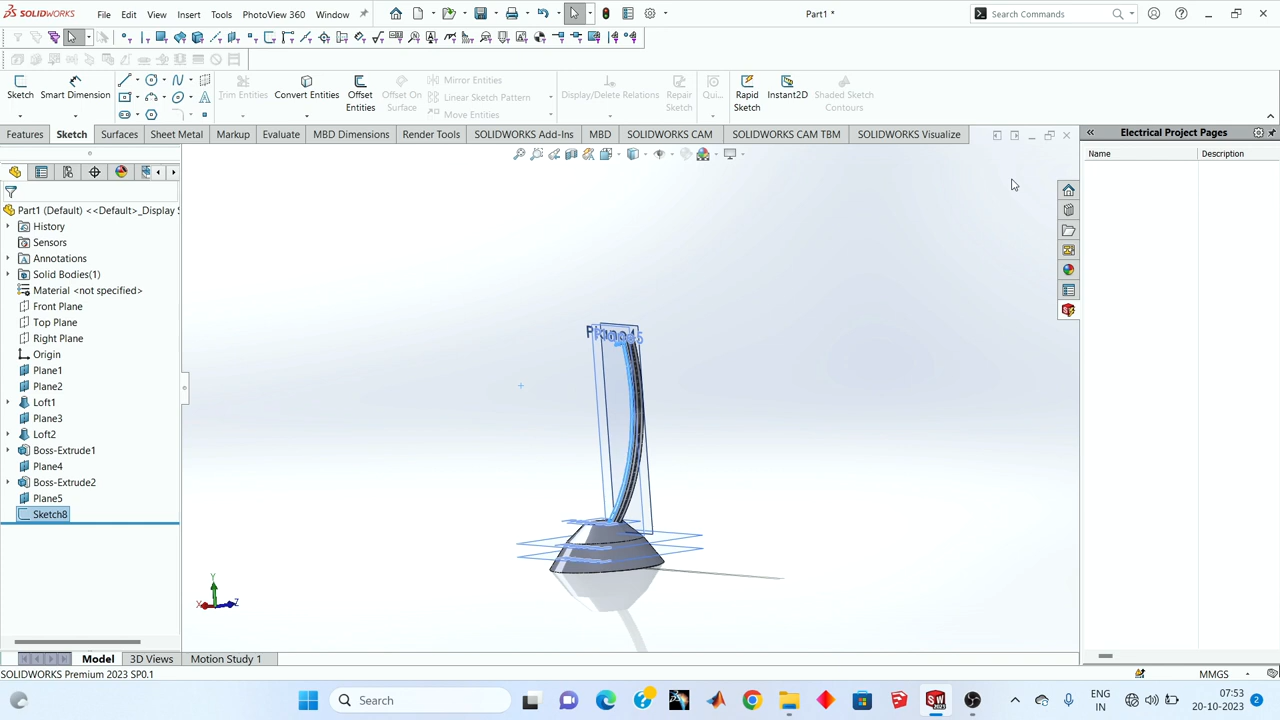 SOLIDWORKS File Edit View Insert Tools PhotoView 360 Window Part1 * Search Commands
Sketch Smart Dimension Trim Entities Convert Entities Offset Entities Offset On Surface Mirror Entities Linear Sketch Pattern Move Entities Display/Delete Relations Repair Sketch Qui... Rapid Sketch Instant2D Shaded Sketch Contours
Features Sketch Surfaces Sheet Metal Markup Evaluate MBD Dimensions Render Tools SOLIDWORKS Add-Ins MBD SOLIDWORKS CAM SOLIDWORKS CAM TBM SOLIDWORKS Visualize
Electrical Project Pages
Name Description
Part1 (Default) <<Default>_Display S
History
Sensors
Annotations
Solid Bodies(1)
Material <not specified>
Front Plane
Top Plane
Right Plane
Origin
Plane1
Plane2
Loft1
Plane3
Loft2
Boss-Extrude1
Plane4
Boss-Extrude2
Plane5
Sketch8
Y
X
Z
Model 3D Views Motion Study 1
SOLIDWORKS Premium 2023 SP0.1 MMGS
Search
ENG
IN
07:53
20-10-2023
2